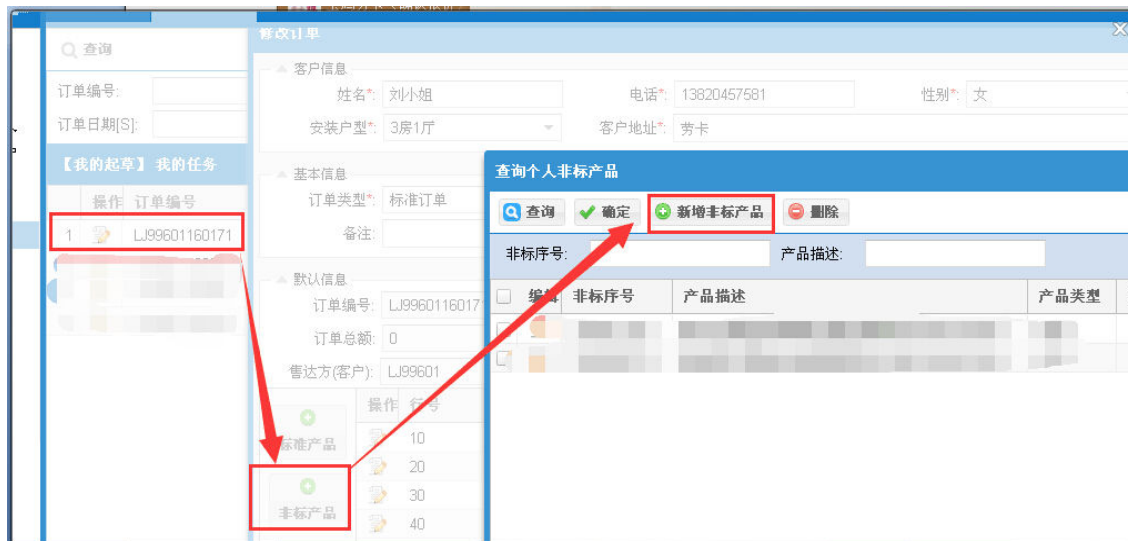 修改订单
查询
订单编号:
订单日期[S]:
【我的起草】 我的任务
操作 订单编号
1 LJ99601160171
客户信息
姓名*: 刘小姐 电话*: 13820457581 性别*: 女
安装户型*: 3房1厅 客户地址*: 劳卡
基本信息
订单类型*: 标准订单
备注:
默认信息
订单编号: LJ99601160171
订单总额: 0
售达方(客户): LJ99601
操作 行号
标准产品
10
20
非标产品
30
40
查询个人非标产品
查询 确定 新增非标产品 删除
非标序号: 产品描述:
编辑 非标序号 产品描述 产品类型